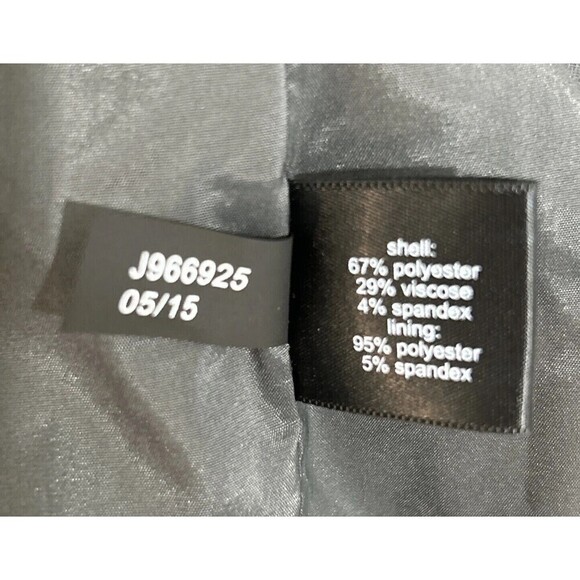 J966925
05/15
shell:
67% polyester
29% viscose
4% spandex
lining:
95% polyester
5% spandex